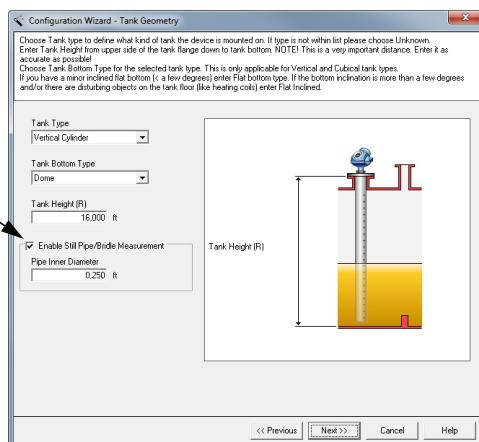 Configuration Wizard - Tank Geometry
Choose Tank type to define what kind of tank the device is mounted on. If type is not within list please choose Unknown.
Enter Tank Height from upper side of the tank flange down to tank bottom. NOTE! This is a very important distance. Enter it as
accurate as possible!
Choose Tank Bottom Type for the selected tank type. This is only applicable for Vertical and Cubical tank types.
If you have a minor inclined flat bottom (< a few degrees) enter Flat bottom type. If the bottom inclination is more than a few degrees
and/or there are disturbing objects on the tank floor (like heating coils) enter Flat Inclined.
Tank Type
Vertical Cylinder
Tank Bottom Type
Dome
Tank Height (R)
16,000 ft
Enable Still Pipe/Bridle Measurement
Pipe Inner Diameter
0,250 ft
Tank Height (R)
<< Previous
Next >>
Cancel
Help